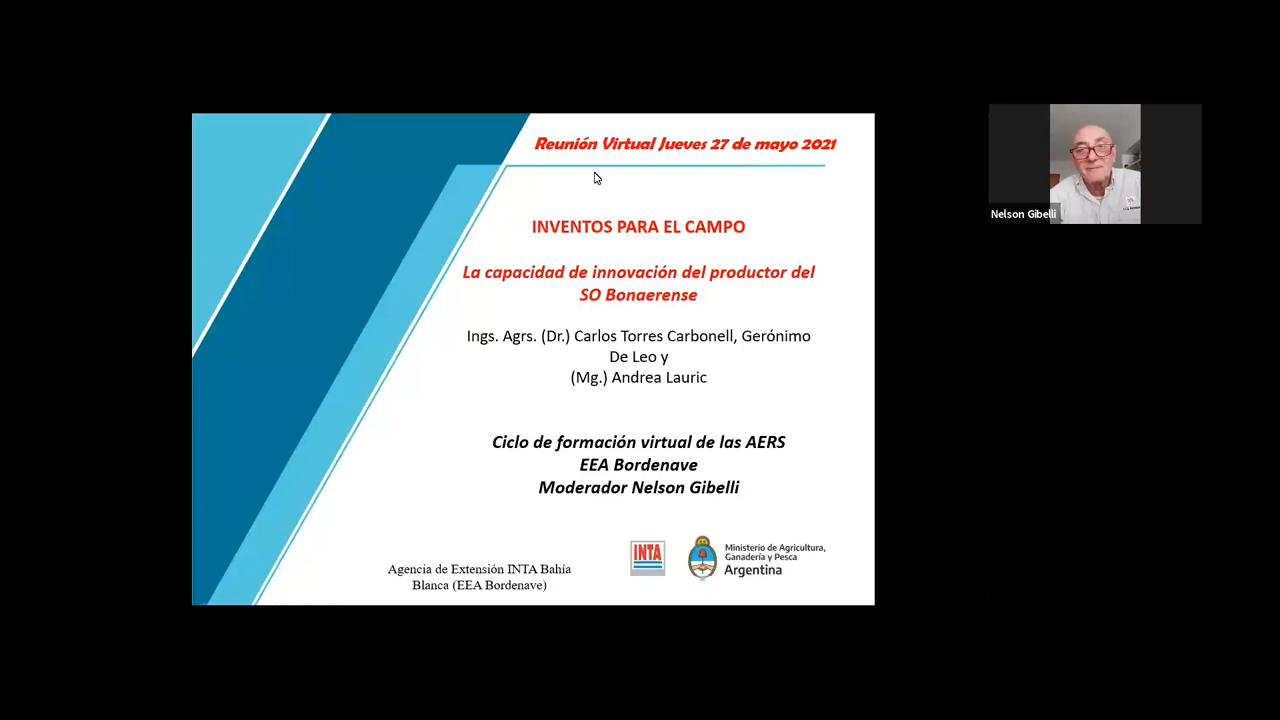 Reunión Virtual Jueves 27 de mayo 2021
INVENTOS PARA EL CAMPO
La capacidad de innovación del productor del
SO Bonaerense
Ings. Agrs. (Dr.) Carlos Torres Carbonell, Gerónimo
De Leo y
(Mg.) Andrea Lauric
Ciclo de formación virtual de las AERS
EEA Bordenave
Moderador Nelson Gibelli
Agencia de Extensión INTA Bahía
Blanca (EEA Bordenave)
INTA
Ministerio de Agricultura,
Ganadería y Pesca
Argentina
Nelson Gibelli